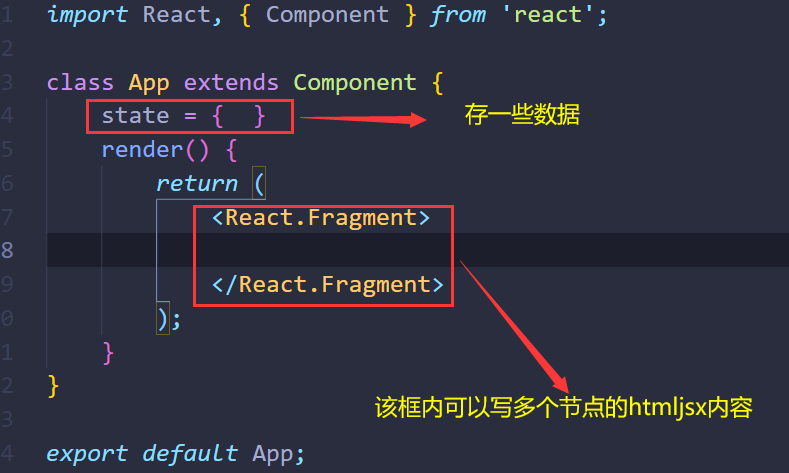 1 import React, { Component } from 'react';
2
3 class App extends Component {
4 state = { } 存一些数据
5 render() {
6 return (
7 <React.Fragment>
8
9 </React.Fragment>
0 );
1 }
2 } 该框内可以写多个节点的htmljsx内容
3
4 export default App;